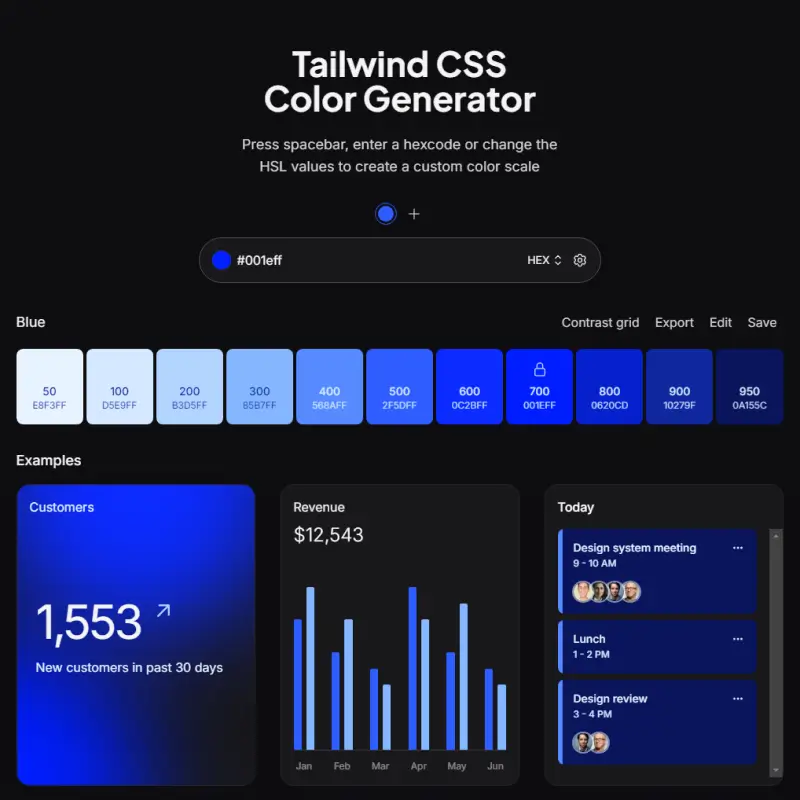 Tailwind CSS
Color Generator
Press spacebar, enter a hexcode or change the
HSL values to create a custom color scale
#001eff HEX
Blue Contrast grid Export Edit Save
50 100 200 300 400 500 600 700 800 900 950
E8F3FF D5E9FF B3D5FF 85B7FF 568AFF 2F5DFF 0C2BFF 001EFF 0620CD 10279F 0A155C
Examples
Customers
1,553
New customers in past 30 days
Revenue
$12,543
Jan Feb Mar Apr May Jun
Today
Design system meeting
9 - 10 AM
Lunch
1 - 2 PM
Design review
3 - 4 PM